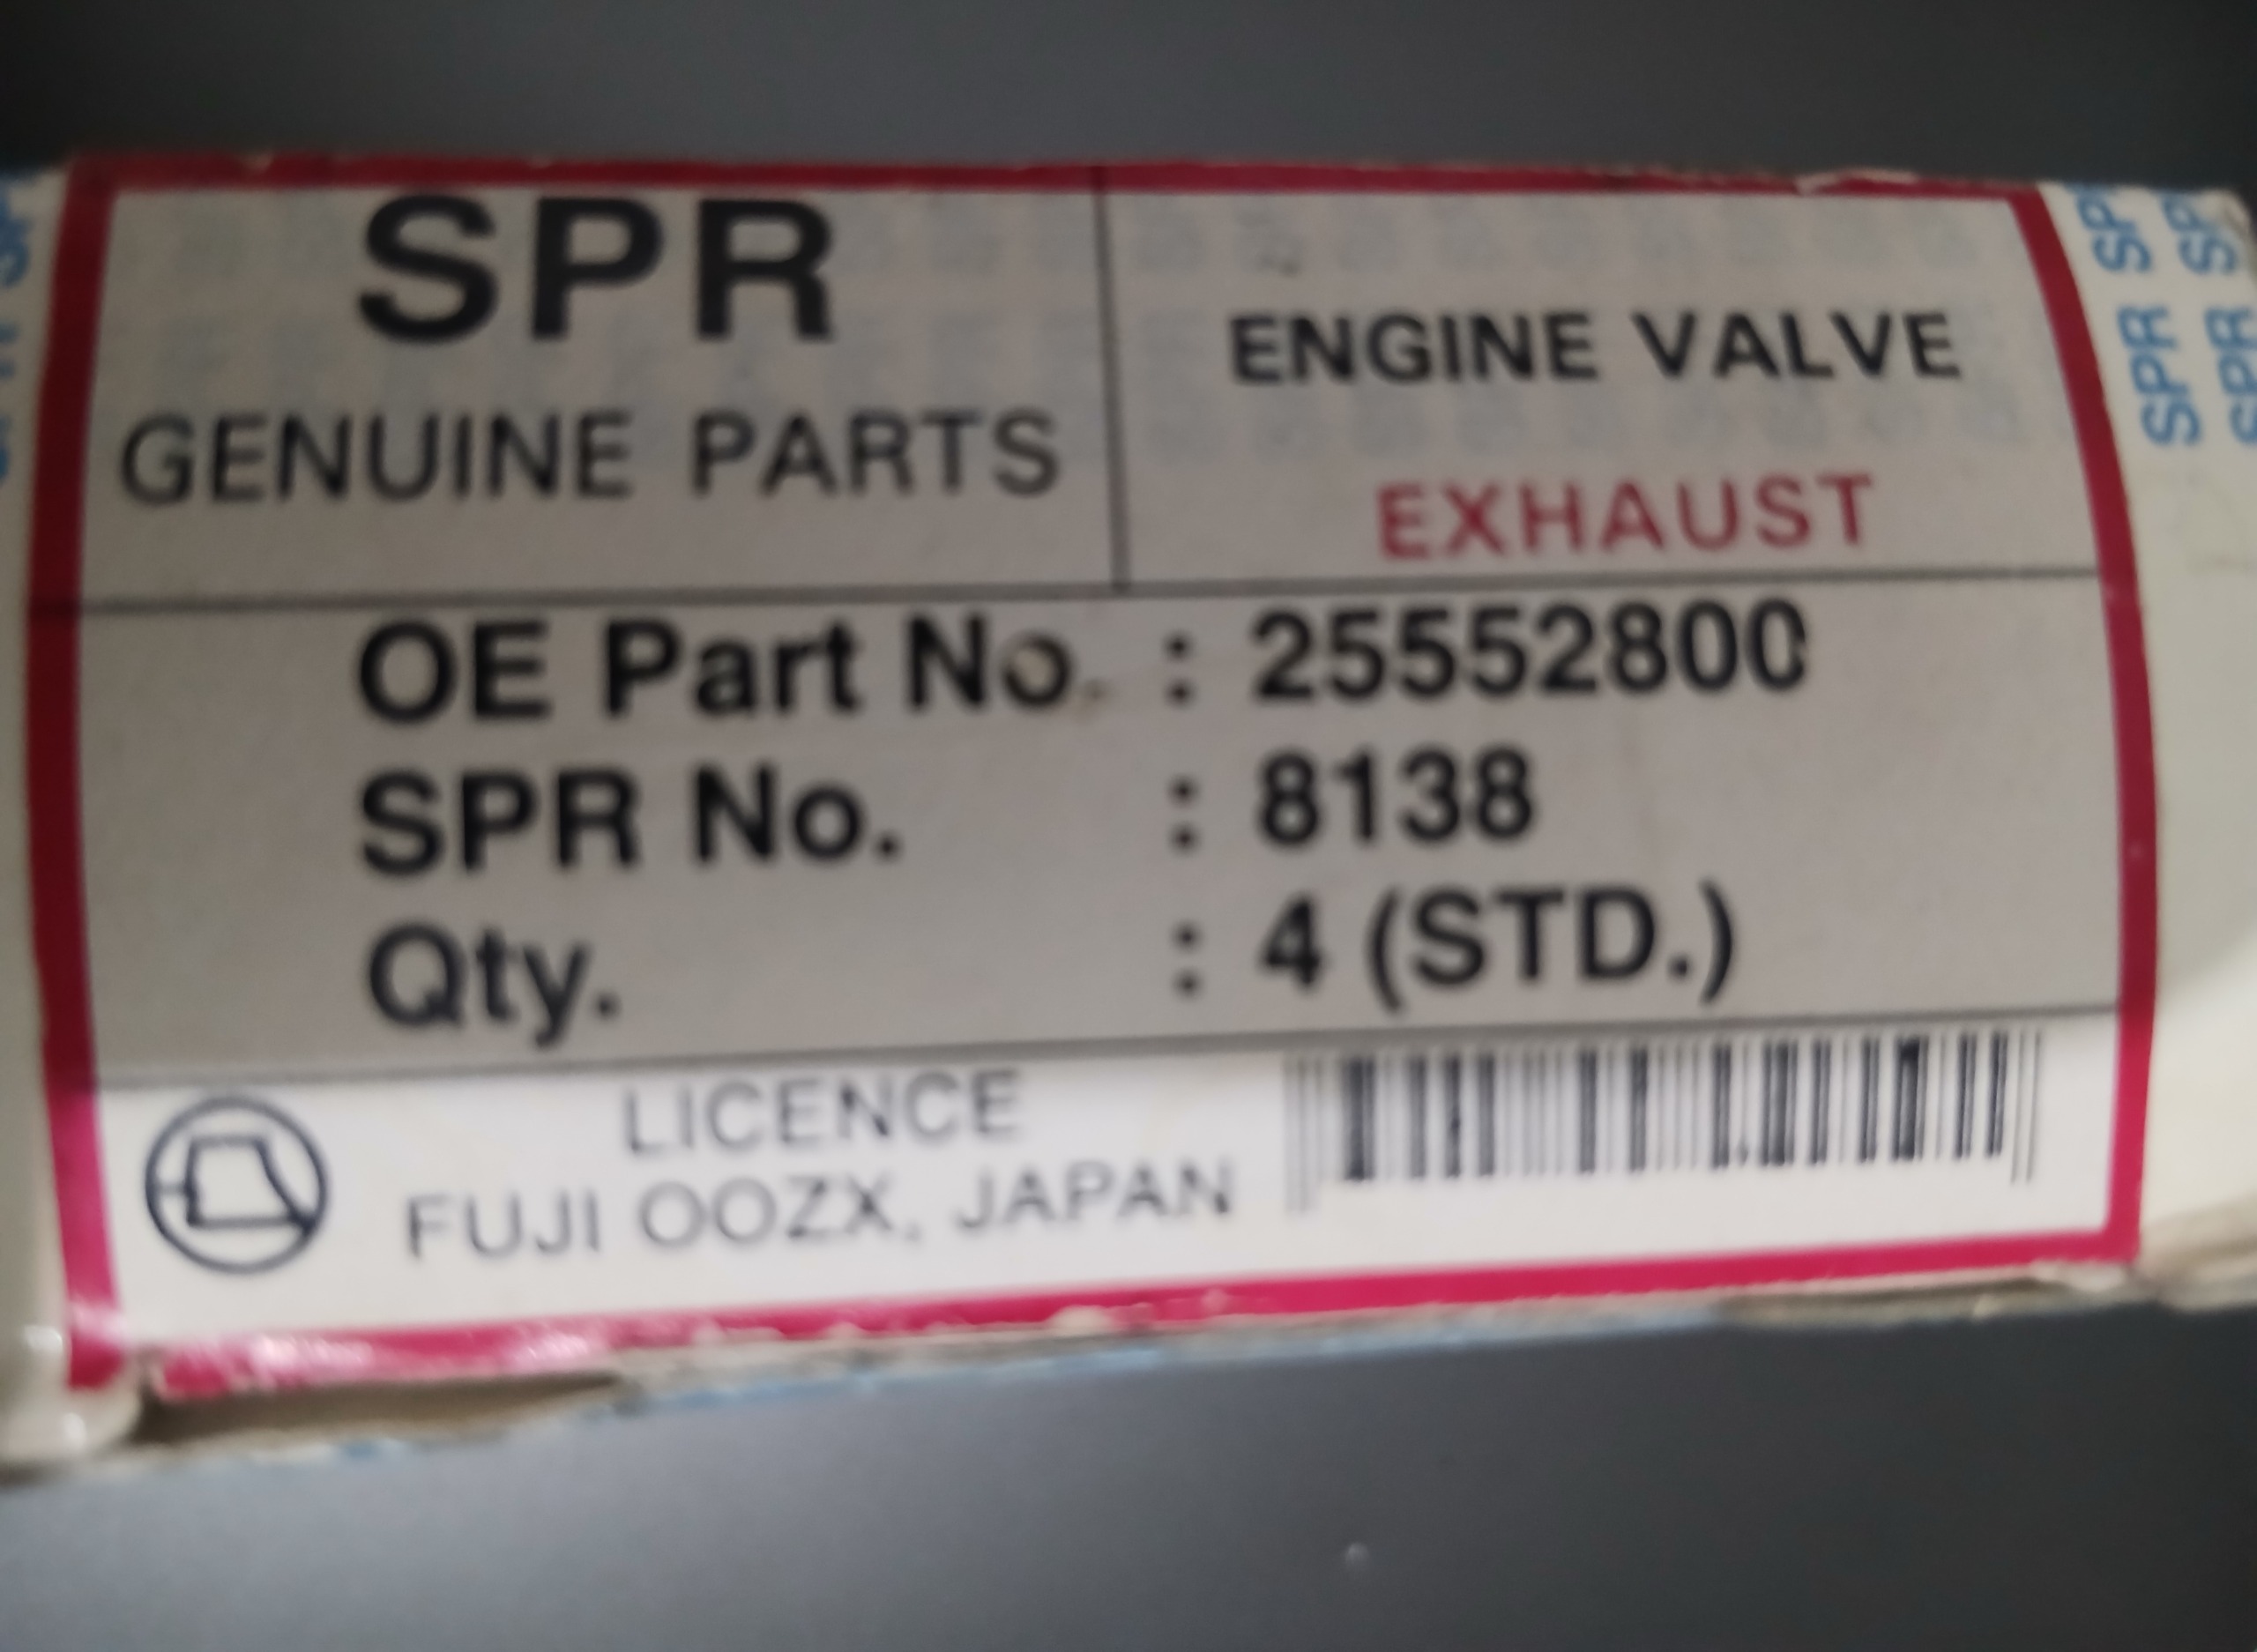 SPR
GENUINE PARTS
ENGINE VALVE
EXHAUST
OE Part No. : 25552800
SPR No. : 8138
Qty. : 4 (STD.)
LICENCE
FUJI OOZX, JAPAN
SPR SPR
SPR SPR